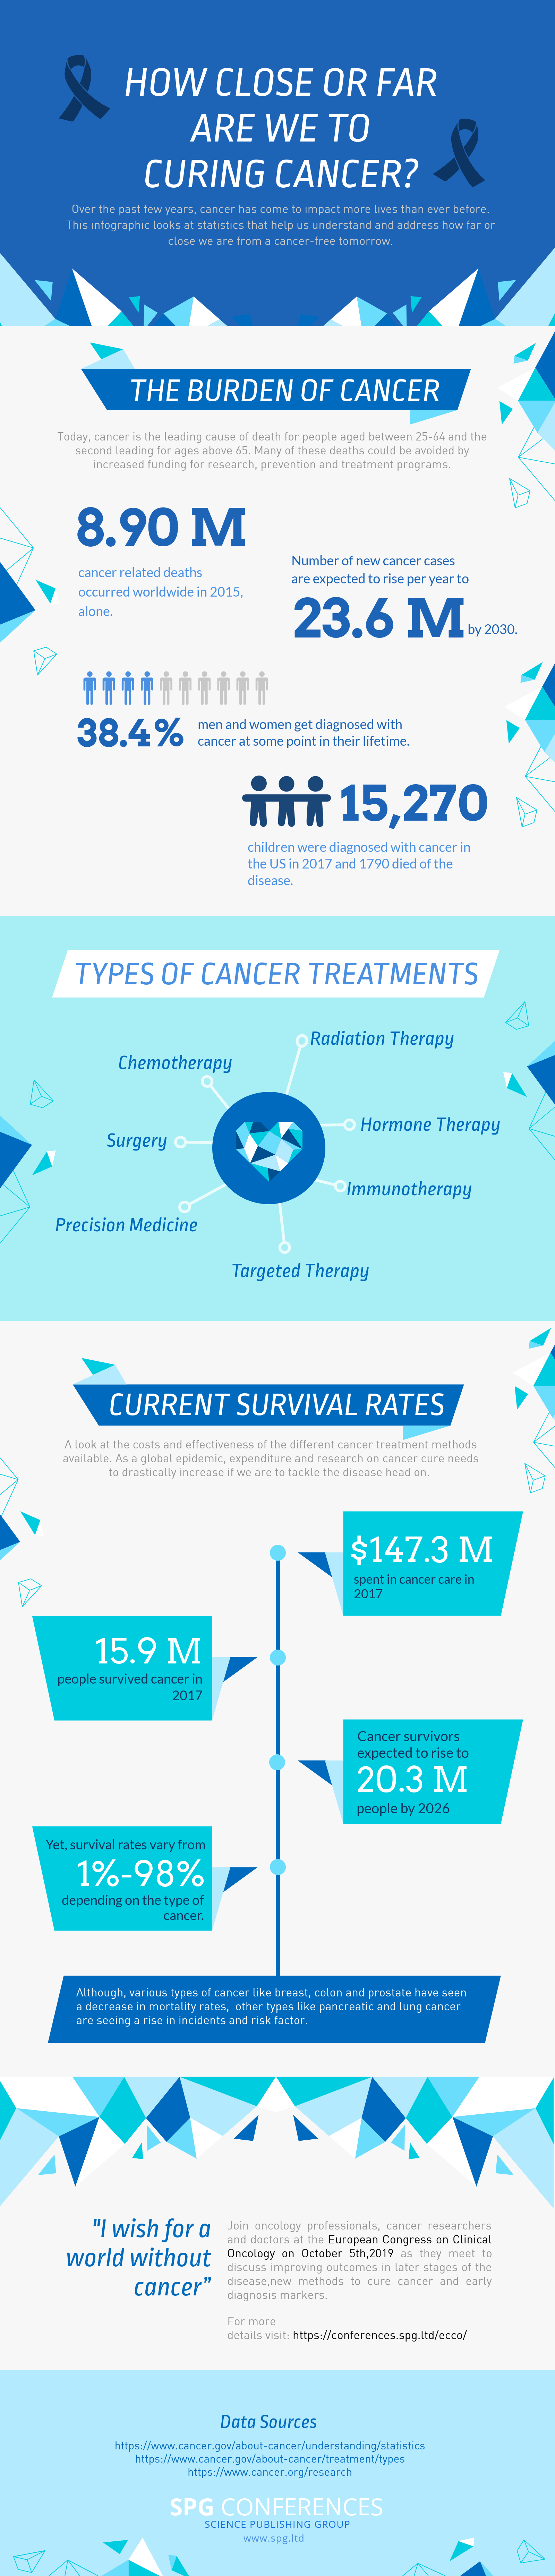 HOW CLOSE OR FAR
ARE WE TO
CURING CANCER?
Over the past few years, cancer has come to impact more lives than ever before.
This infographic looks at statistics that help us understand and address how far or
close we are from a cancer-free tomorrow.
THE BURDEN OF CANCER
Today, cancer is the leading cause of death for people aged between 25-64 and the
second leading for ages above 65. Many of these deaths could be avoided by
increased funding for research, prevention and treatment programs.
8.90 M
cancer related deaths
occurred worldwide in 2015,
alone.
Number of new cancer cases
are expected to rise per year to
23.6 M by 2030.
38.4% men and women get diagnosed with
cancer at some point in their lifetime.
15,270
children were diagnosed with cancer in
the US in 2017 and 1790 died of the
disease.
TYPES OF CANCER TREATMENTS
Radiation Therapy
Chemotherapy
Hormone Therapy
Surgery
Immunotherapy
Precision Medicine
Targeted Therapy
CURRENT SURVIVAL RATES
A look at the costs and effectiveness of the different cancer treatment methods
available. As a global epidemic, expenditure and research on cancer cure needs
to drastically increase if we are to tackle the disease head on.
$147.3 M
spent in cancer care in
2017
15.9 M
people survived cancer in
2017
Cancer survivors
expected to rise to
20.3 M
people by 2026
Yet, survival rates vary from
1%-98%
depending on the type of
cancer.
Although, various types of cancer like breast, colon and prostate have seen
a decrease in mortality rates, other types like pancreatic and lung cancer
are seeing a rise in incidents and risk factor.
"I wish for a
world without
cancer”
Join oncology professionals, cancer researchers
and doctors at the European Congress on Clinical
Oncology on October 5th,2019 as they meet to
discuss improving outcomes in later stages of the
disease,new methods to cure cancer and early
diagnosis markers.
For more
details visit: https://conferences.spg.ltd/ecco/
Data Sources
https://www.cancer.gov/about-cancer/understanding/statistics
https://www.cancer.gov/about-cancer/treatment/types
https://www.cancer.org/research
SPG CONFERENCES
SCIENCE PUBLISHING GROUP
www.spg.ltd